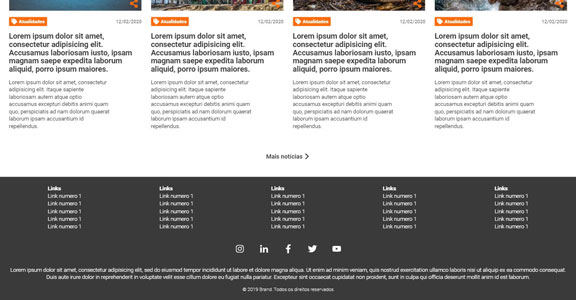 Atualidades 12/02/2020
Lorem ipsum dolor sit amet,
consectetur adipisicing elit.
Accusamus laboriosam iusto, ipsam
magnam saepe expedita laborum
aliquid, porro ipsum maiores.
Lorem ipsum dolor sit amet, consectetur
adipisicing elit. Itaque sapiente
laboriosam autem atque optio
accusamus excepturi debitis animi quam
quo, perspiciatis ad nam dolorum quaerat
laborum ipsam accusantium id
repellendus.
Atualidades 12/02/2020
Lorem ipsum dolor sit amet,
consectetur adipisicing elit.
Accusamus laboriosam iusto, ipsam
magnam saepe expedita laborum
aliquid, porro ipsum maiores.
Lorem ipsum dolor sit amet, consectetur
adipisicing elit. Itaque sapiente
laboriosam autem atque optio
accusamus excepturi debitis animi quam
quo, perspiciatis ad nam dolorum quaerat
laborum ipsam accusantium id
repellendus.
Atualidades 12/02/2020
Lorem ipsum dolor sit amet,
consectetur adipisicing elit.
Accusamus laboriosam iusto, ipsam
magnam saepe expedita laborum
aliquid, porro ipsum maiores.
Lorem ipsum dolor sit amet, consectetur
adipisicing elit. Itaque sapiente
laboriosam autem atque optio
accusamus excepturi debitis animi quam
quo, perspiciatis ad nam dolorum quaerat
laborum ipsam accusantium id
repellendus.
Atualidades 12/02/2020
Lorem ipsum dolor sit amet,
consectetur adipisicing elit.
Accusamus laboriosam iusto, ipsam
magnam saepe expedita laborum
aliquid, porro ipsum maiores.
Lorem ipsum dolor sit amet, consectetur
adipisicing elit. Itaque sapiente
laboriosam autem atque optio
accusamus excepturi debitis animi quam
quo, perspiciatis ad nam dolorum quaerat
laborum ipsam accusantium id
repellendus.
Mais notícias
Links
Link numero 1
Link numero 1
Link numero 1
Link numero 1
Link numero 1
Links
Link numero 1
Link numero 1
Link numero 1
Link numero 1
Link numero 1
Links
Link numero 1
Link numero 1
Link numero 1
Link numero 1
Link numero 1
Links
Link numero 1
Link numero 1
Link numero 1
Link numero 1
Link numero 1
Links
Link numero 1
Link numero 1
Link numero 1
Link numero 1
Link numero 1
Lorem ipsum dolor sit amet, consectetur adipisicing elit, sed do eiusmod tempor incididunt ut labore et dolore magna aliqua. Ut enim ad minim veniam, quis nostrud exercitation ullamco laboris nisi ut aliquip ex ea commodo consequat.
Duis aute irure dolor in reprehenderit in voluptate velit esse cillum dolore eu fugiat nulla pariatur. Excepteur sint occaecat cupidatat non proident, sunt in culpa qui officia deserunt mollit anim id est laborum.
© 2019 Brand. Todos os direitos reservados.